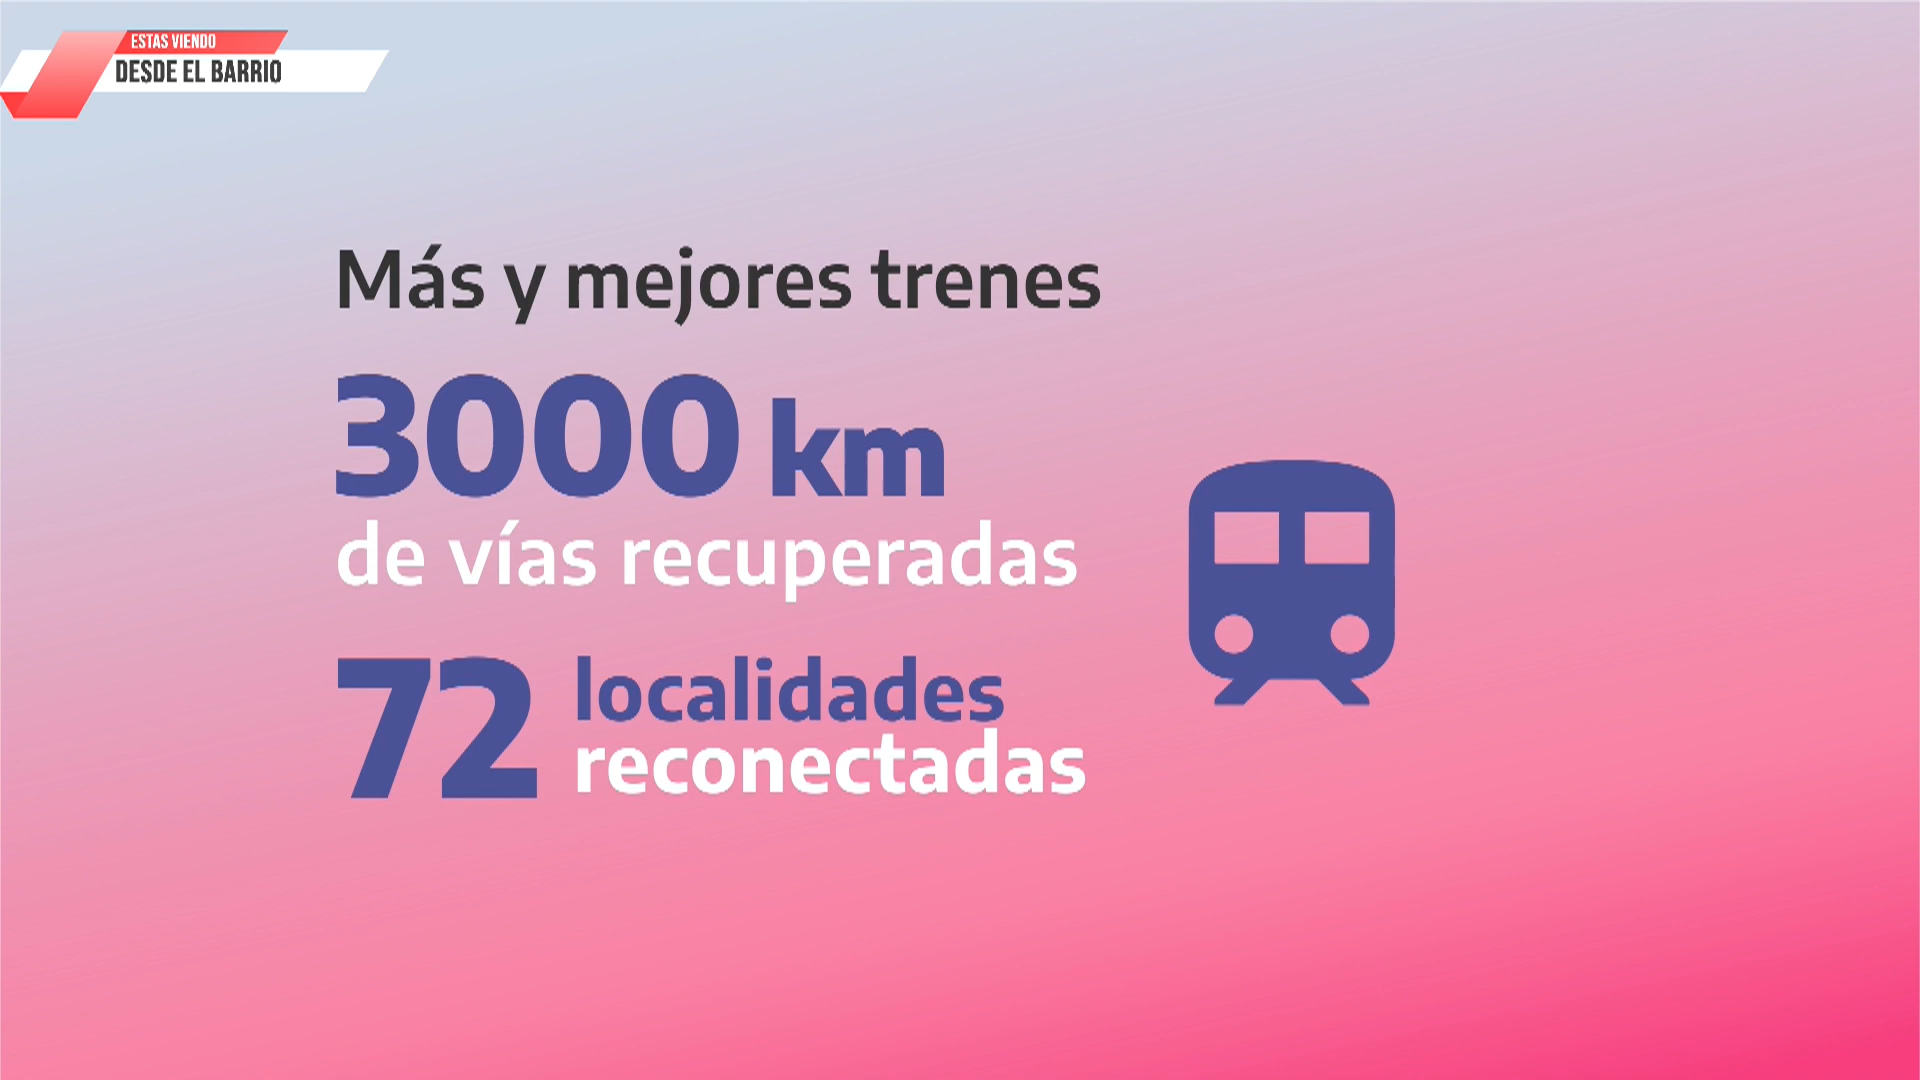 ESTAS VIENDO
DESDE EL BARRIO
Más y mejores trenes
3000 km
de vías recuperadas
72 localidades
reconectadas